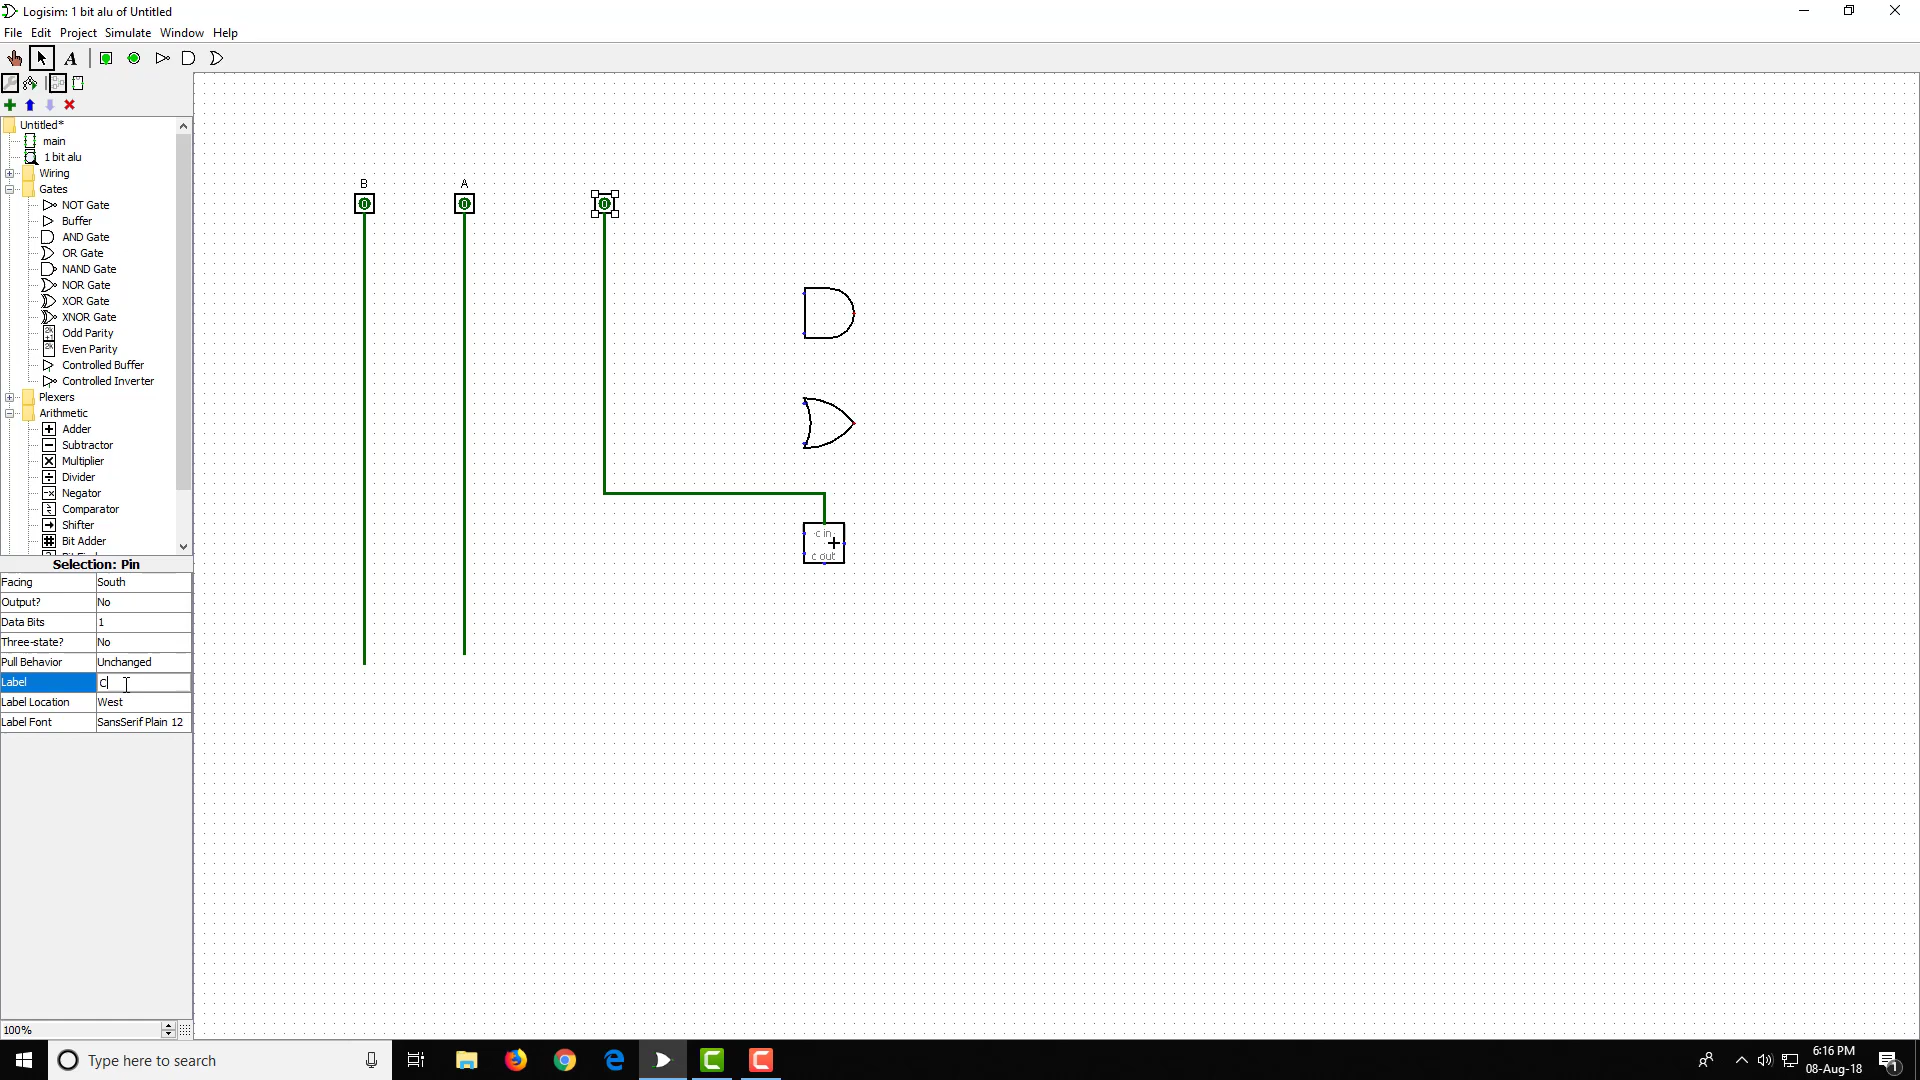 Logisim: 1 bit alu of Untitled
File Edit Project Simulate Window Help
A
Untitled*
main
1 bit alu
Wiring
Gates
NOT Gate
Buffer
AND Gate
OR Gate
NAND Gate
NOR Gate
XOR Gate
XNOR Gate
Odd Parity
Even Parity
Controlled Buffer
Controlled Inverter
Plexers
Arithmetic
Adder
Subtractor
Multiplier
Divider
Negator
Comparator
Shifter
Bit Adder
Selection: Pin
Facing South
Output? No
Data Bits 1
Three-state? No
Pull Behavior Unchanged
Label C
Label Location West
Label Font SansSerif Plain 12
100%
B A
0 0 0
c in
+
c out
Type here to search
6:16 PM
08-Aug-18
1